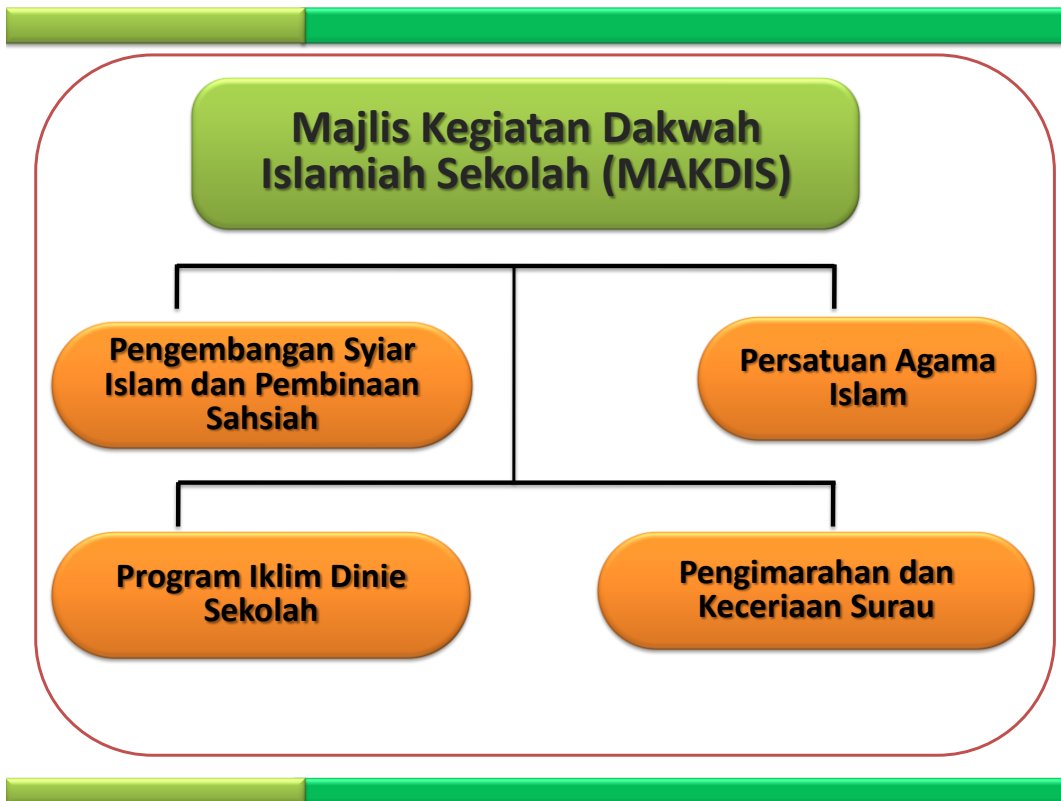 Majlis Kegiatan Dakwah
Islamiah Sekolah (MAKDIS)
Pengembangan Syiar
Islam dan Pembinaan
Sahsiah
Persatuan Agama
Islam
Program Iklim Dinie
Sekolah
Pengimarahan dan
Keceriaan Surau